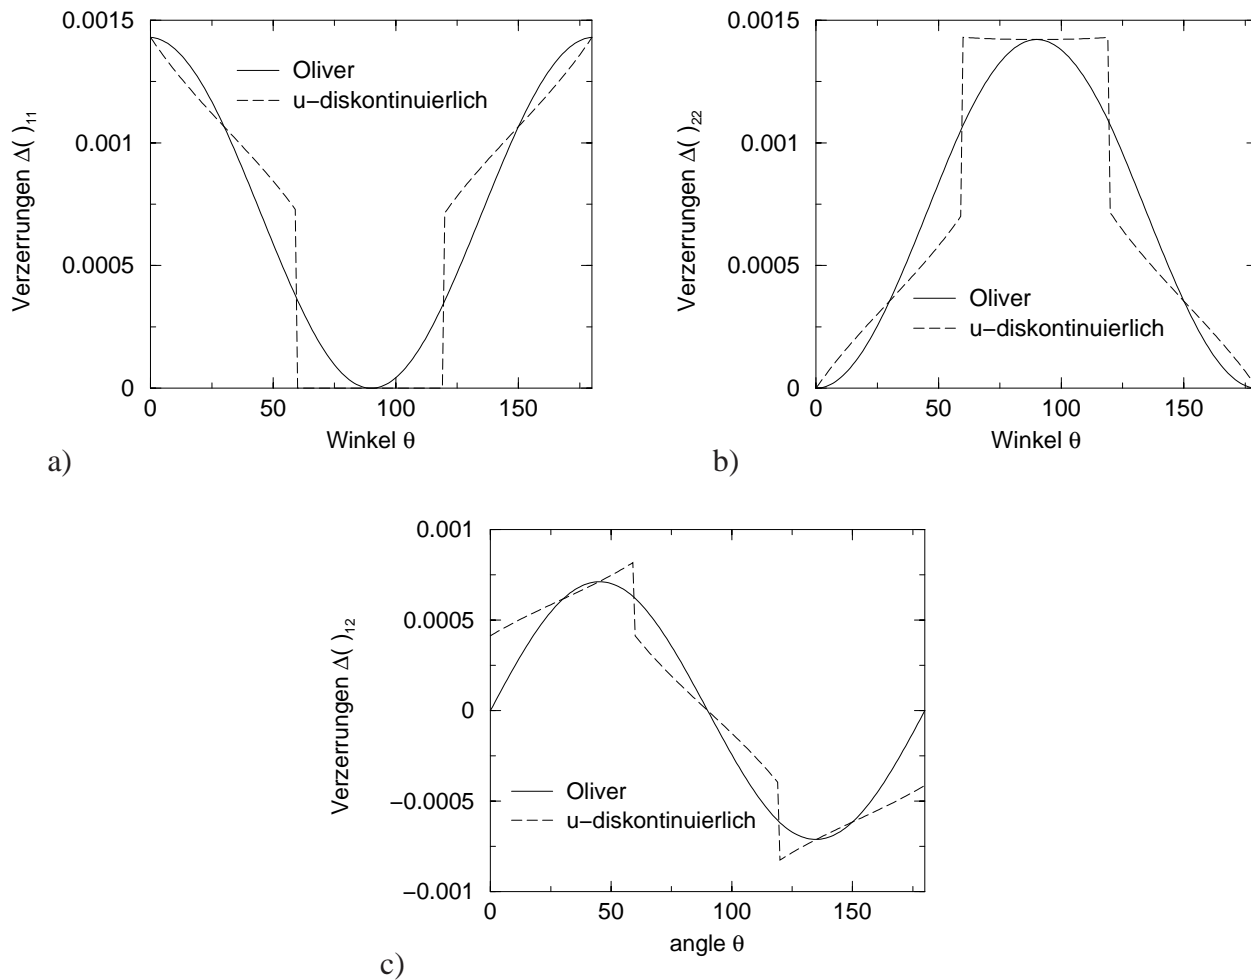 0.0015
0.001
0.0005
0
0 50 100 150
Verzerrungen Δ( )11
Winkel θ
Oliver
u−diskontinuierlich
a)
0.0015
0.001
0.0005
0
0 50 100 150
Verzerrungen Δ( )22
Winkel θ
Oliver
u−diskontinuierlich
b)
0.001
0.0005
0
−0.0005
−0.001
0 50 100 150
Verzerrungen Δ( )12
angle θ
Oliver
u−diskontinuierlich
c)